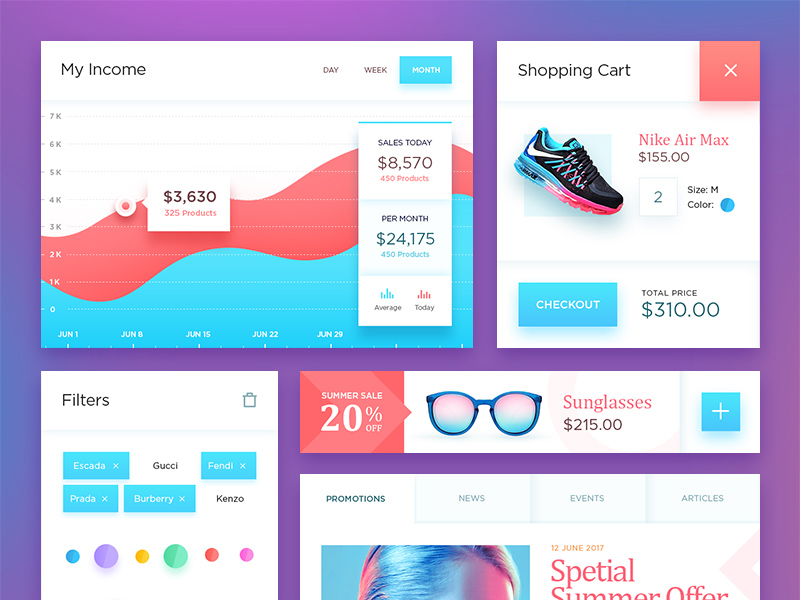 My Income
DAY WEEK MONTH
7 K
5 K
4 K
3 K
2 K
1 K
0
$3,630
325 Products
SALES TODAY
$8,570
450 Products
PER MONTH
$24,175
450 Products
Average Today
JUN 1 JUN 8 JUN 15 JUN 22 JUN 29
Shopping Cart
Nike Air Max
$155.00
2
Size: M
Color:
CHECKOUT
TOTAL PRICE
$310.00
Filters
Escada × Gucci Fendi ×
Prada × Burberry × Kenzo
SUMMER SALE
20% OFF
Sunglasses
$215.00
+
PROMOTIONS NEWS EVENTS ARTICLES
12 JUNE 2017
Spetial
Summer Offer